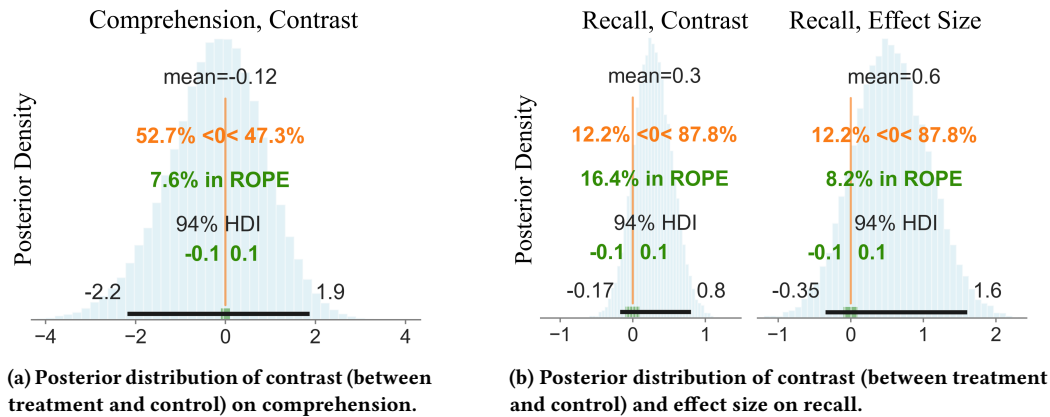 Comprehension, Contrast
Posterior Density
mean=-0.12
52.7% <0< 47.3%
7.6% in ROPE
94% HDI
-0.1 0.1
-2.2 1.9
−4 −2 0 2 4
(a) Posterior distribution of contrast (between
treatment and control) on comprehension.
Recall, Contrast
Posterior Density
mean=0.3
12.2% <0< 87.8%
16.4% in ROPE
94% HDI
-0.1 0.1
-0.17 0.8
−1 0 1
Recall, Effect Size
mean=0.6
12.2% <0< 87.8%
8.2% in ROPE
94% HDI
-0.1 0.1
-0.35 1.6
−1 0 1 2
(b) Posterior distribution of contrast (between treatment
and control) and effect size on recall.